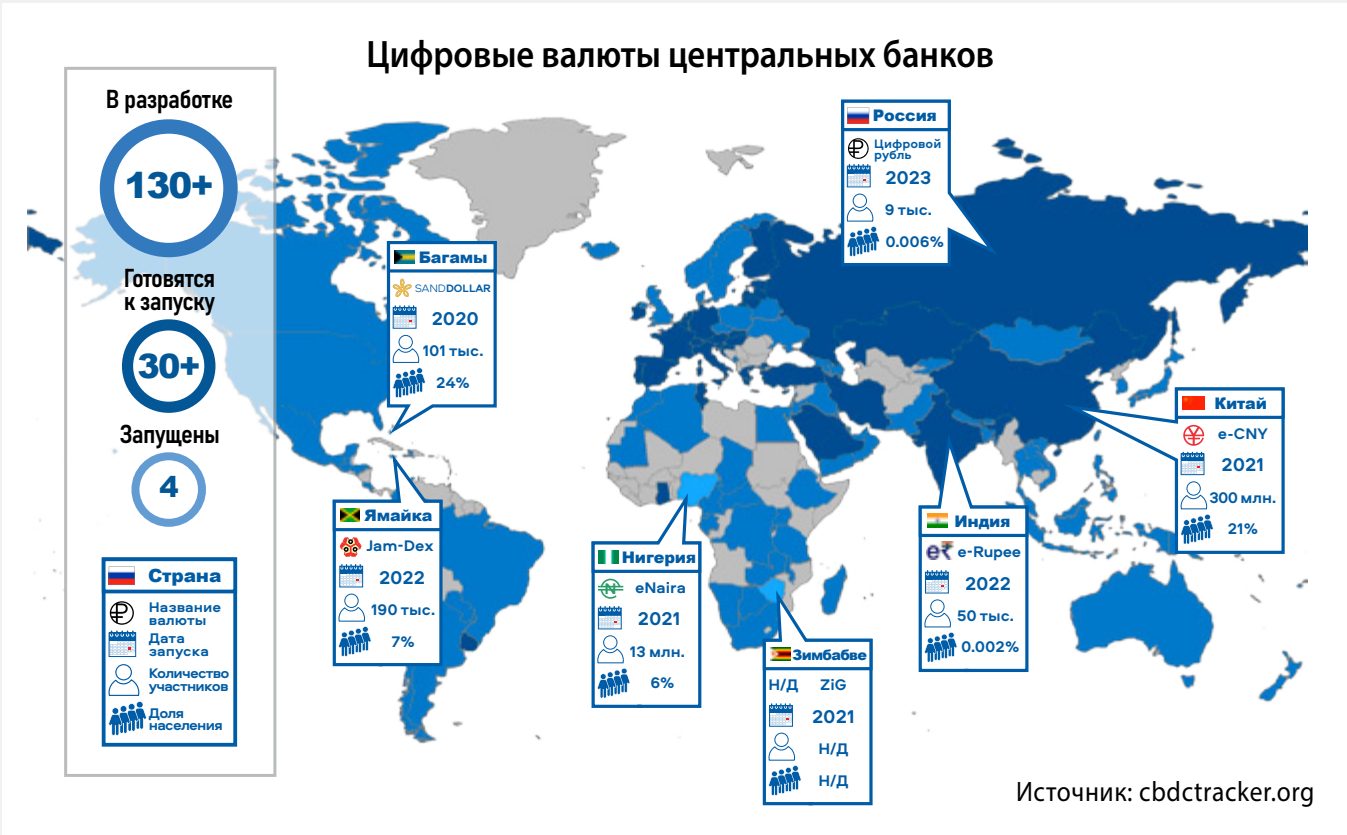 Цифровые валюты центральных банков
В разработке
130+
Готовятся
к запуску
30+
Запущены
4
Страна
Название
валюты
Дата
запуска
Количество
участников
Доля
населения
Багамы
SANDDOLLAR
2020
101 тыс.
24%
Ямайка
Jam-Dex
2022
190 тыс.
7%
Нигерия
eNaira
2021
13 млн.
6%
Зимбабве
Н/Д ZiG
2021
Н/Д
Н/Д
Россия
Цифровой
рубль
2023
9 тыс.
0.006%
Индия
e₹ e-Rupee
2022
50 тыс.
0.002%
Китай
e-CNY
2021
300 млн.
21%
Источник: cbdctracker.org